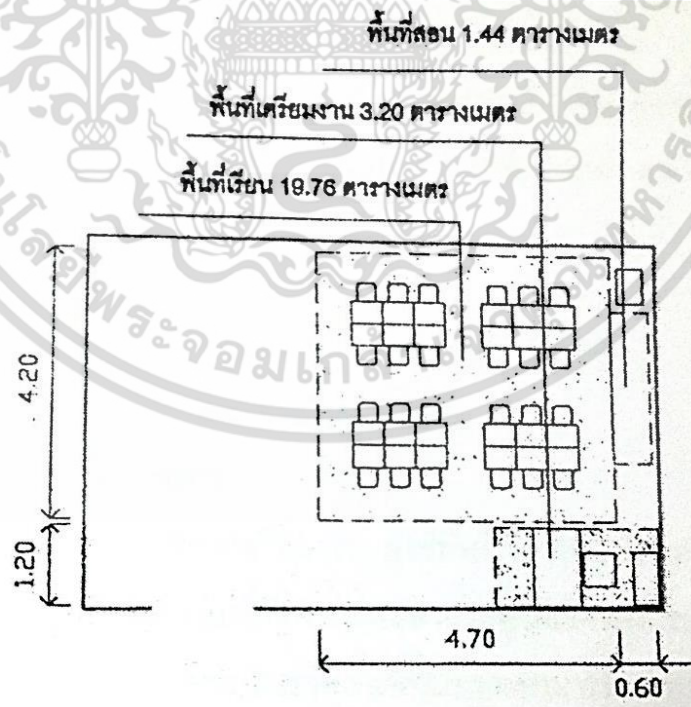 พื้นที่สอน 1.44 ตารางเมตร
พื้นที่เตรียมงาน 3.20 ตารางเมตร
พื้นที่เรียน 19.76 ตารางเมตร
4.20
1.20
4.70
0.60